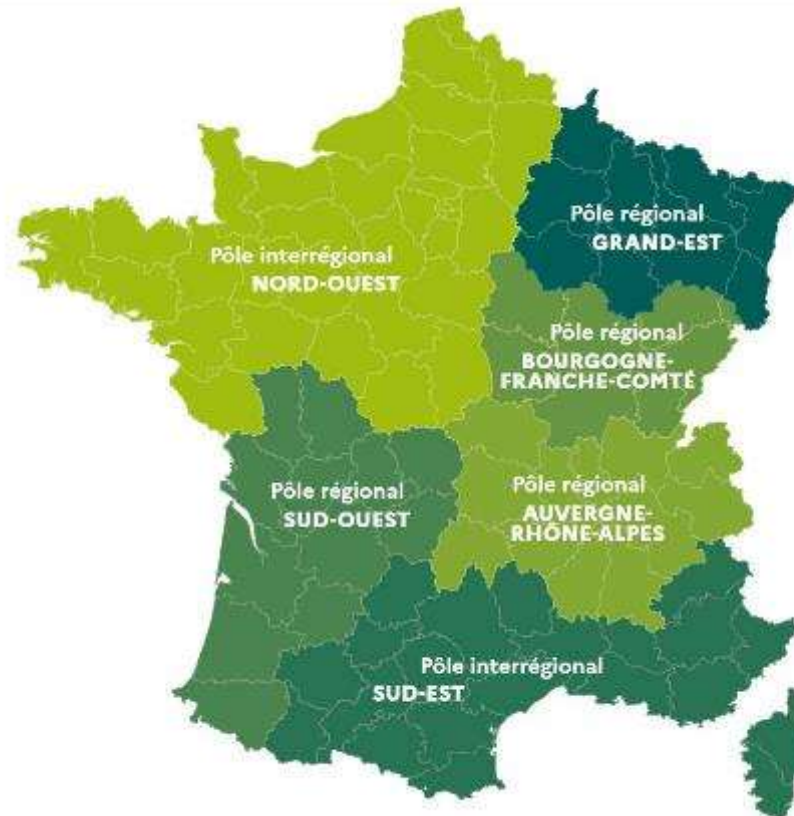 Pôle régional
GRAND-EST
Pôle interrégional
NORD-OUEST
Pôle régional
BOURGOGNE-
FRANCHE-COMTÉ
Pôle régional
SUD-OUEST
Pôle régional
AUVERGNE-
RHÔNE-ALPES
Pôle interrégional
SUD-EST